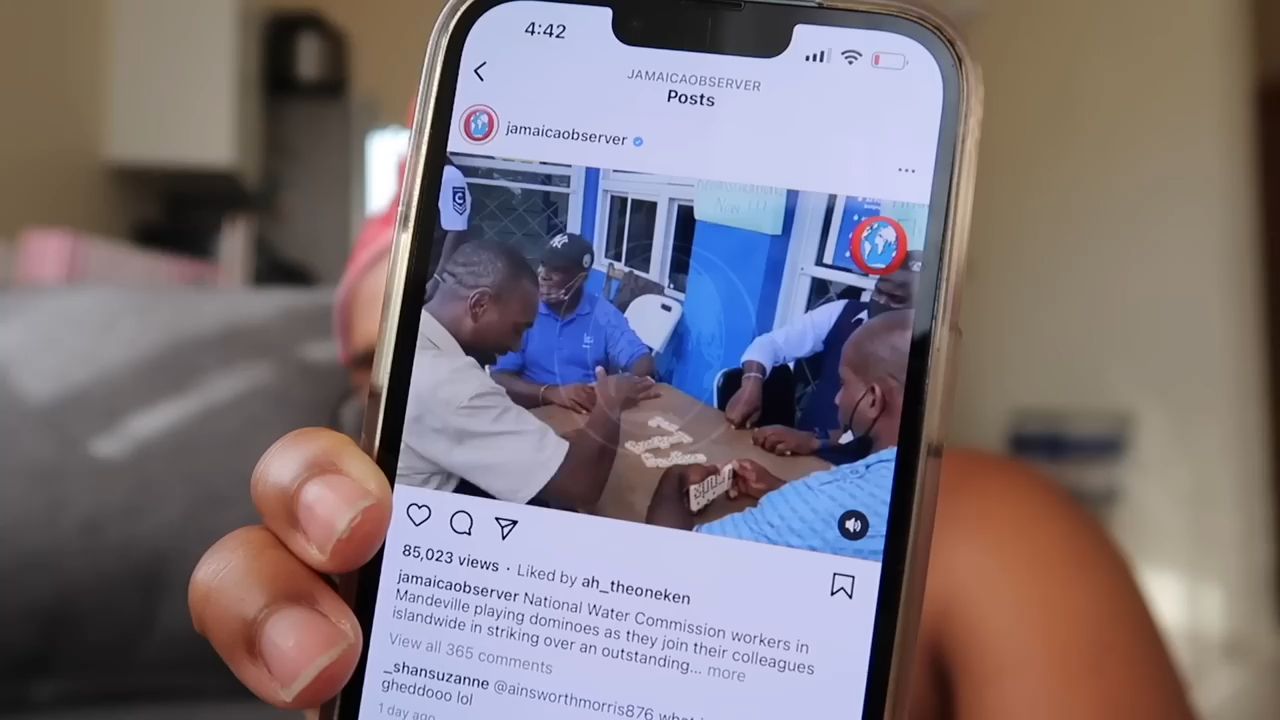 4:42
JAMAICAOBSERVER
Posts
jamaicaobserver
Now !!!
85,023 views · Liked by ah_theoneken
jamaicaobserver National Water Commission workers in
Mandeville playing dominoes as they join their colleagues
islandwide in striking over an outstanding... more
View all 365 comments
_shansuzanne @ainsworthmorris876
gheddooo lol
1 day ago